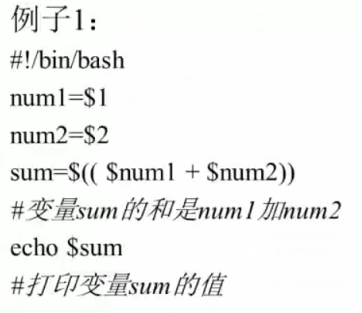 例子1：
#!/bin/bash
num1=$1
num2=$2
sum=$(( $num1 + $num2))
#变量sum的和是num1加num2
echo $sum
#打印变量sum的值